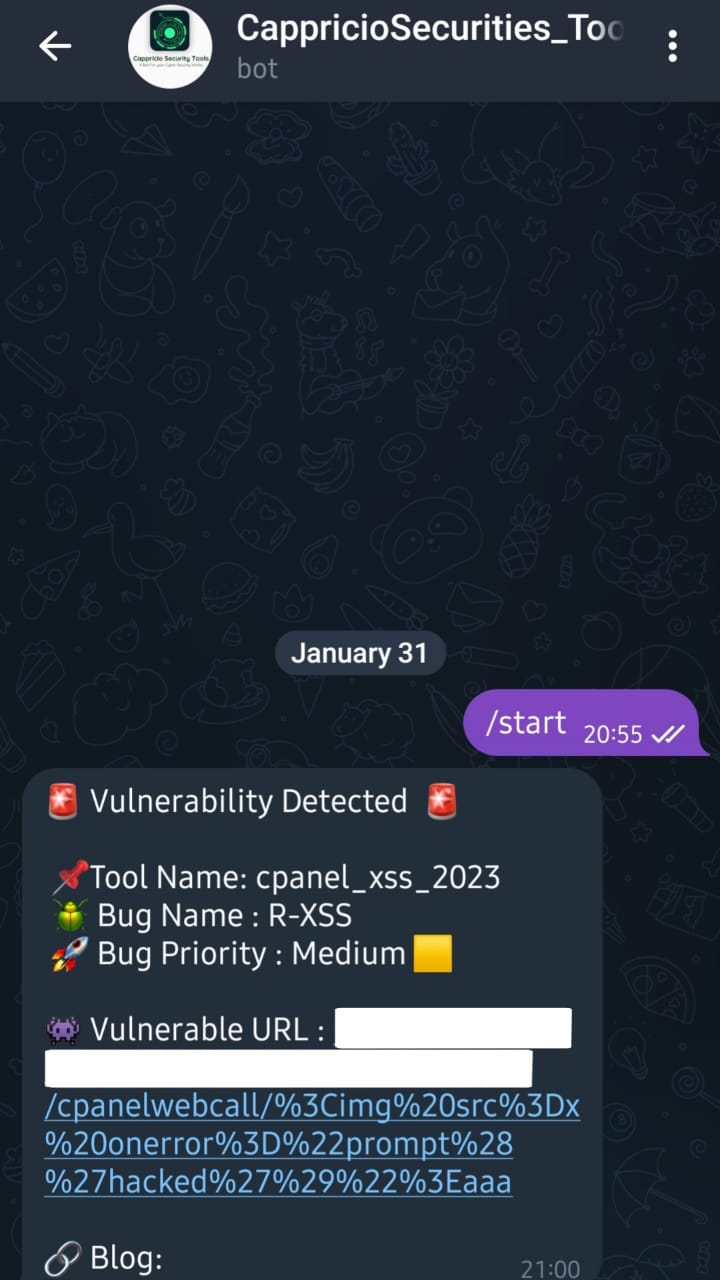 CappricioSecurities_Too
bot
Cappricio Security Tools
January 31
/start 20:55
🚨 Vulnerability Detected 🚨
📌Tool Name: cpanel_xss_2023
🪲 Bug Name : R-XSS
🚀 Bug Priority : Medium 🟨
👾 Vulnerable URL :
/cpanelwebcall/%3Cimg%20src%3Dx
%20onerror%3D%22prompt%28
%27hacked%27%29%22%3Eaaa
🔗 Blog:
21:00